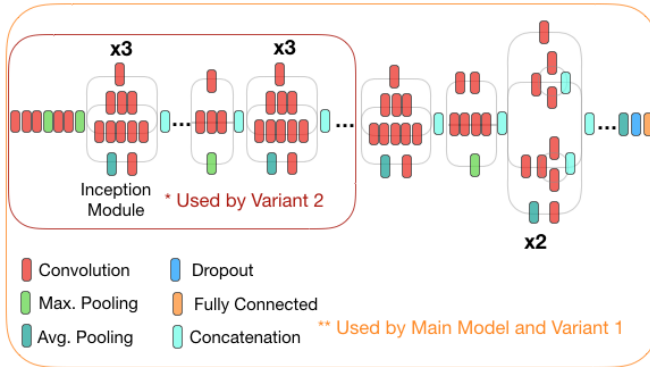 x3
x3
...
...
...
Inception
Module
* Used by Variant 2
x2
Convolution
Dropout
Max. Pooling
Fully Connected
Avg. Pooling
Concatenation
** Used by Main Model and Variant 1